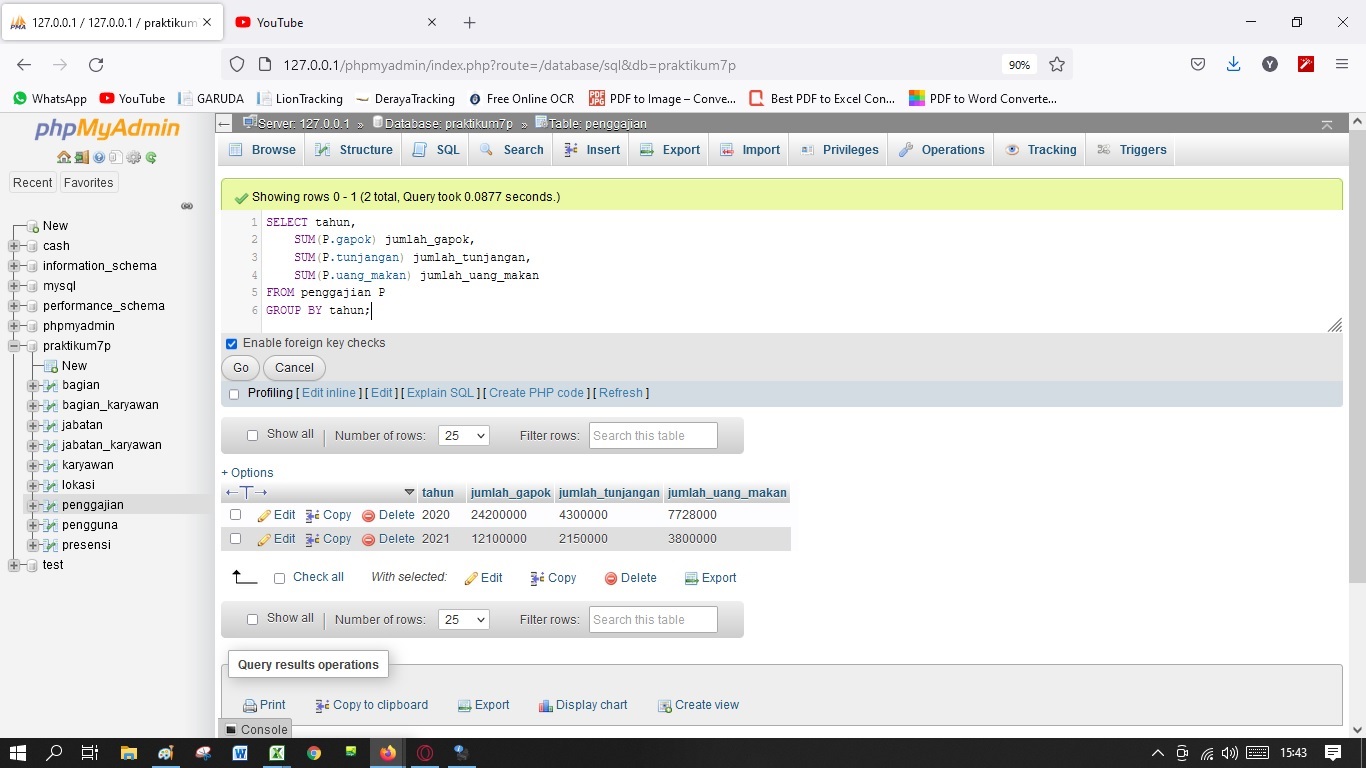 127.0.0.1 / 127.0.0.1 / praktikum
YouTube
127.0.0.1/phpmyadmin/index.php?route=/database/sql&db=praktikum7p
90%
Y
WhatsApp YouTube GARUDA LionTracking DerayaTracking Free Online OCR PDF to Image – Conve... Best PDF to Excel Con... PDF to Word Converte...
phpMyAdmin
Recent Favorites
New
cash
information_schema
mysql
performance_schema
phpmyadmin
praktikum7p
New
bagian
bagian_karyawan
jabatan
jabatan_karyawan
karyawan
lokasi
penggajian
pengguna
presensi
test
Server: 127.0.0.1 » Database: praktikum7p » Table: penggajian
Browse Structure SQL Search Insert Export Import Privileges Operations Tracking Triggers
Showing rows 0 - 1 (2 total, Query took 0.0877 seconds.)
1 SELECT tahun,
2 SUM(P.gapok) jumlah_gapok,
3 SUM(P.tunjangan) jumlah_tunjangan,
4 SUM(P.uang_makan) jumlah_uang_makan
5 FROM penggajian P
6 GROUP BY tahun;
Enable foreign key checks
Go Cancel
Profiling [ Edit inline ] [ Edit ] [ Explain SQL ] [ Create PHP code ] [ Refresh ]
Show all | Number of rows: 25 Filter rows: Search this table
+ Options
←T→ tahun jumlah_gapok jumlah_tunjangan jumlah_uang_makan
Edit Copy Delete 2020 24200000 4300000 7728000
Edit Copy Delete 2021 12100000 2150000 3800000
Check all With selected: Edit Copy Delete Export
Show all | Number of rows: 25 Filter rows: Search this table
Query results operations
Print Copy to clipboard Export Display chart Create view
Console
15:43